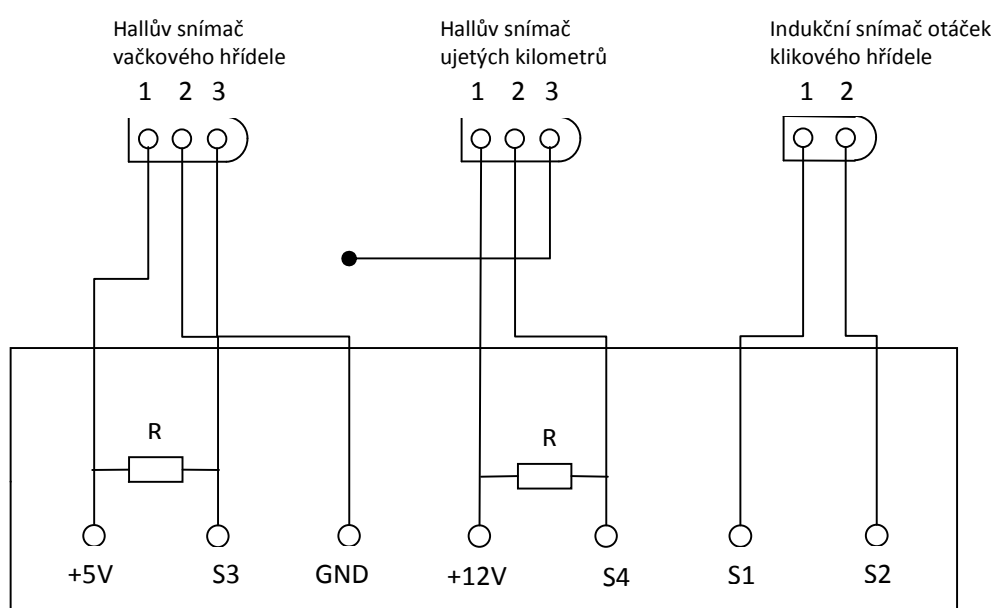 Hallův snímač
vačkového hřídele
1 2 3
Hallův snímač
ujetých kilometrů
1 2 3
Indukční snímač otáček
klikového hřídele
1 2
R
R
+5V
S3
GND
+12V
S4
S1
S2